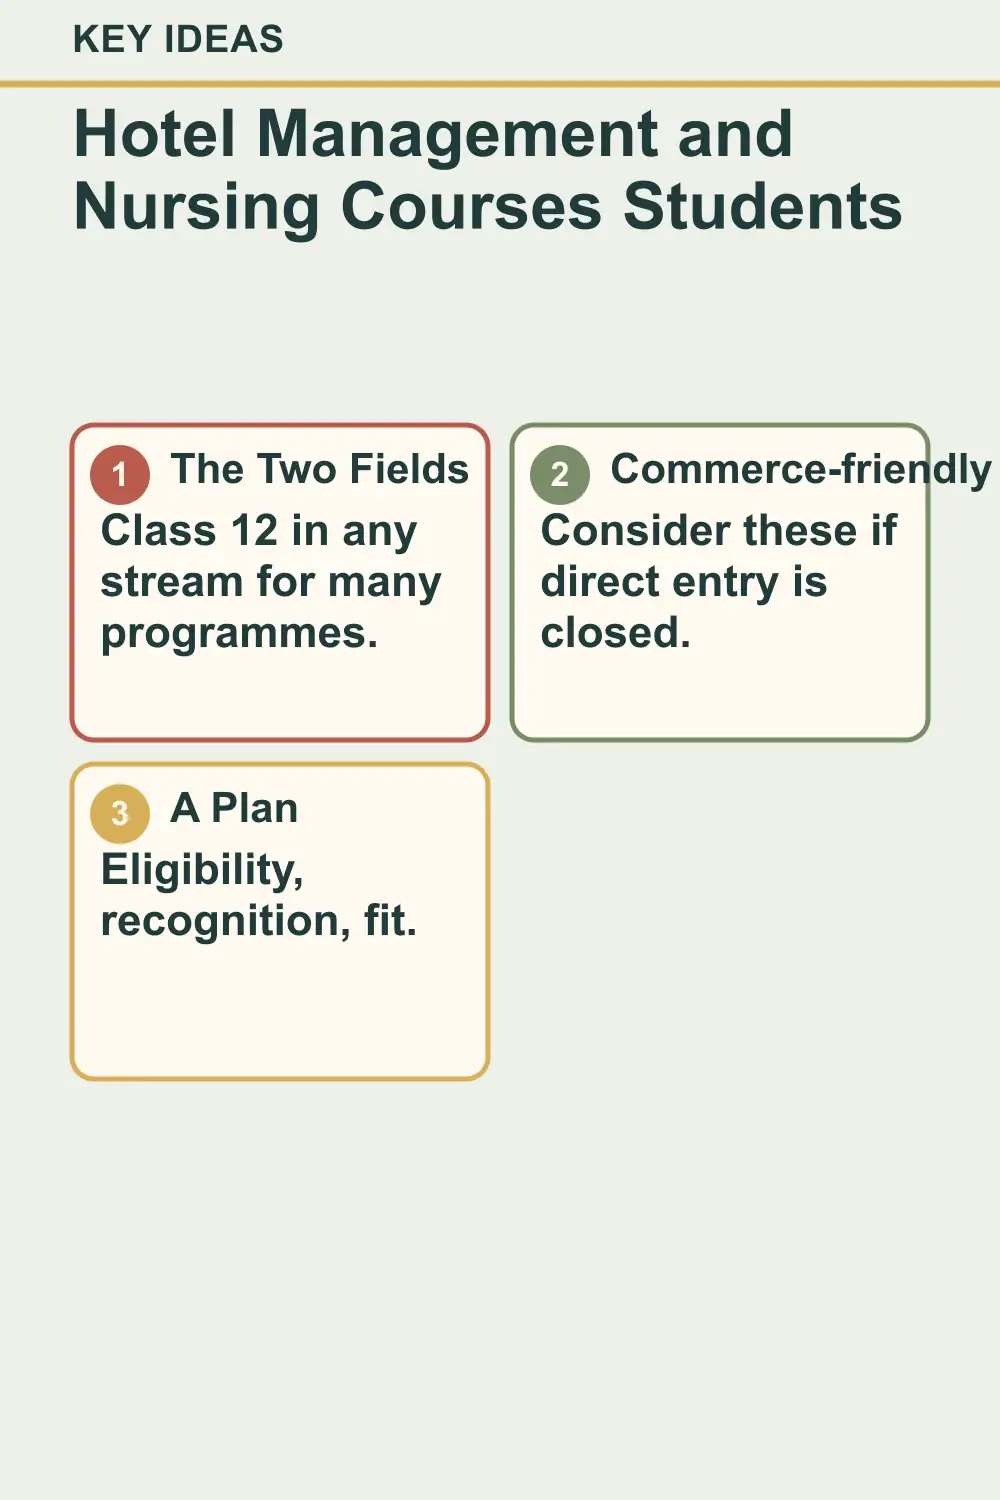 KEY IDEAS
Hotel Management and
Nursing Courses Students
1 The Two Fields
Class 12 in any
stream for many
programmes.
2 Commerce-friendly
Consider these if
direct entry is
closed.
3 A Plan
Eligibility,
recognition, fit.